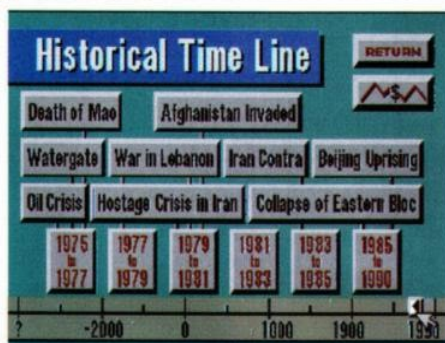 Historical Time Line
RETURN
$
Death of Mao Afghanistan Invaded
Watergate War in Lebanon Iran Contra Beijing Uprising
Oil Crisis Hostage Crisis in Iran Collapse of Eastern Bloc
1975 1977 1979 1981 1983 1985
to to to to to to
1977 1979 1981 1983 1985 1990
? -2000 0 1000 1900 1990